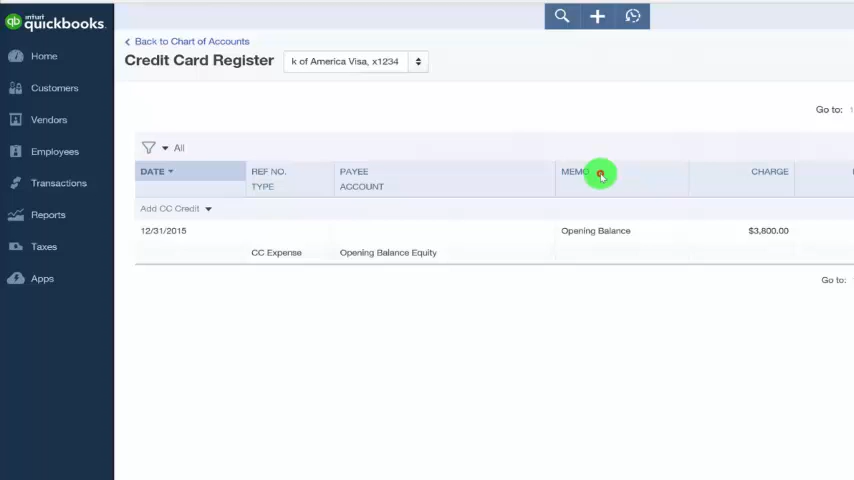 intuit
quickbooks.
Home
Customers
Vendors
Employees
Transactions
Reports
Taxes
Apps
Back to Chart of Accounts
Credit Card Register
k of America Visa, x1234
Go to:
All
DATE REF NO. PAYEE MEMO CHARGE
TYPE ACCOUNT
Add CC Credit
12/31/2015 Opening Balance $3,800.00
CC Expense Opening Balance Equity
Go to: